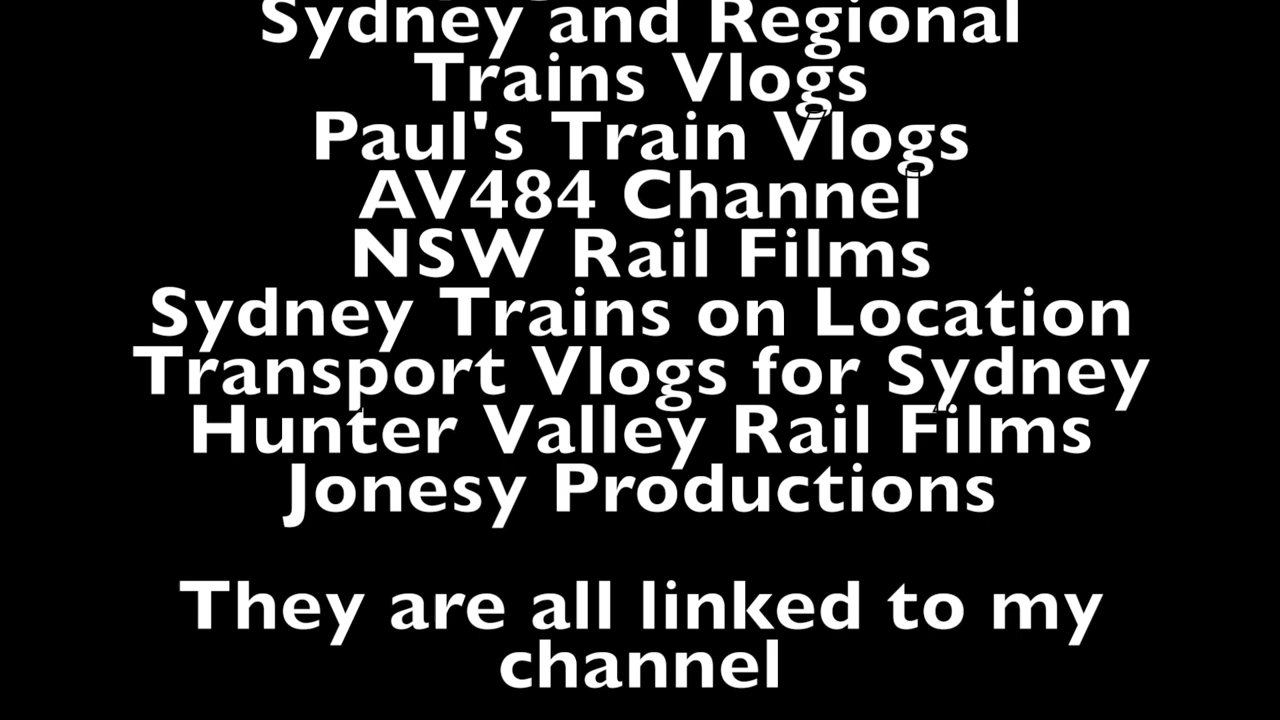 Sydney and Regional
Trains Vlogs
Paul's Train Vlogs
AV484 Channel
NSW Rail Films
Sydney Trains on Location
Transport Vlogs for Sydney
Hunter Valley Rail Films
Jonesy Productions
They are all linked to my
channel